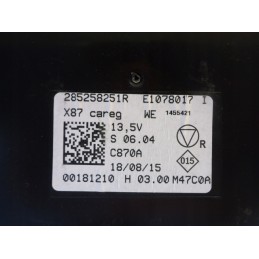 285258251R E1078017 I
X87 careg WE 1455421
13,5V
S 06.04
R
C870A
015
18/08/15
00181210 H 03.00 M47C0A